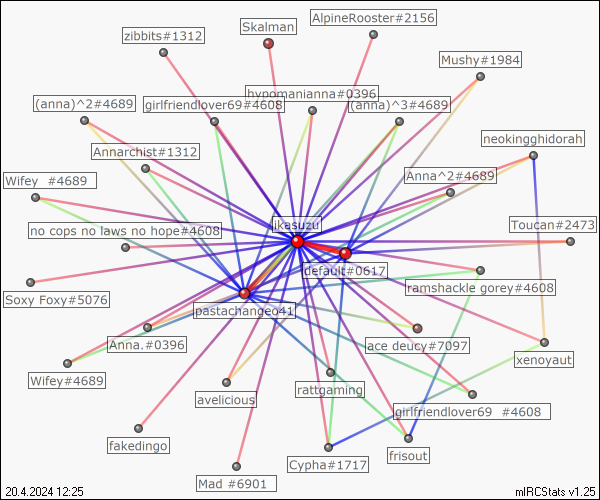 AlpineRooster#2156
Skalman
zibbits#1312
Mushy#1984
hypomanianna#0396
(anna)^2#4689
girlfriendlover69#4608
(anna)^3#4689
neokingghidorah
Annarchist#1312
Anna^2#4689
Wifey  #4689
ikasuzu
Toucan#2473
no cops no laws no hope#4608
default#0617
ramshackle gorey#4608
Soxy Foxy#5076
pastachangeo41
Anna.#0396
ace deucy#7097
xenoyaut
Wifey#4689
rattgaming
avelicious
girlfriendlover69  #4608
fakedingo
frisout
Cypha#1717
Mad  #6901
20.4.2024 12:25
mIRCStats v1.25